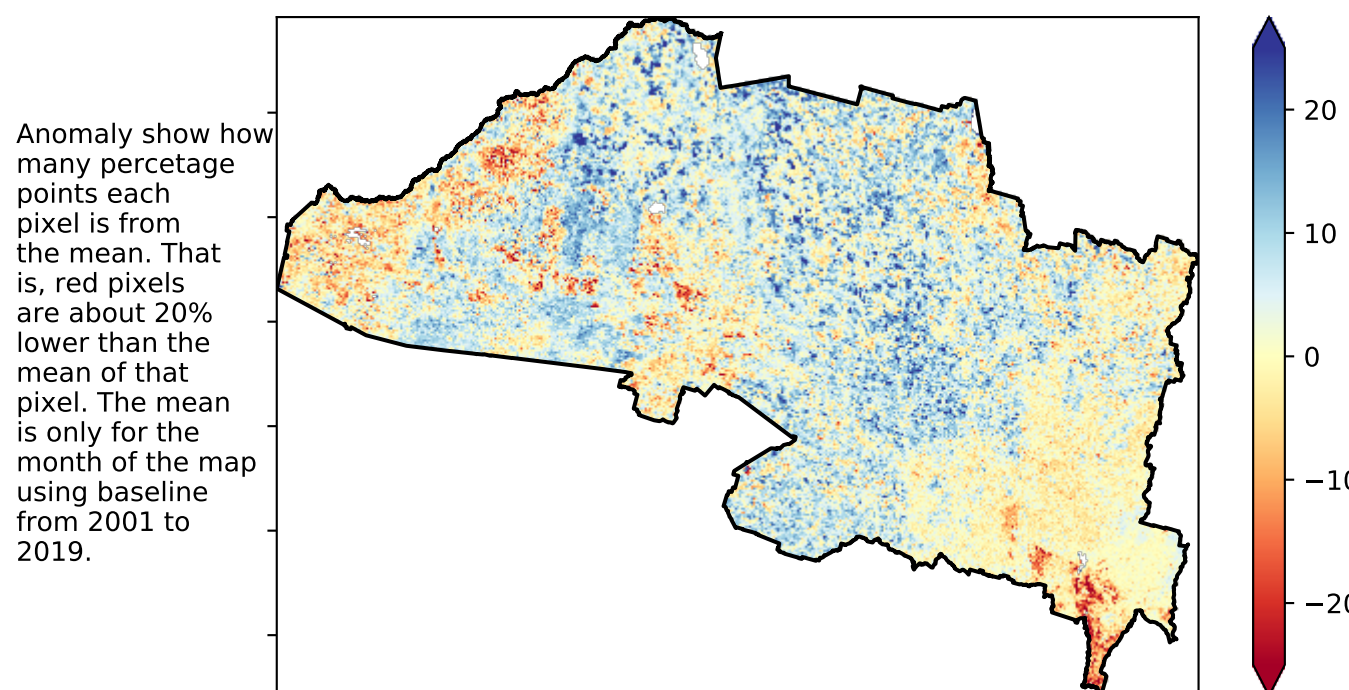 Anomaly show how
many percetage
points each
pixel is from
the mean. That
is, red pixels
are about 20%
lower than the
mean of that
pixel. The mean
is only for the
month of the map
using baseline
from 2001 to
2019.
20
10
0
−10
−20